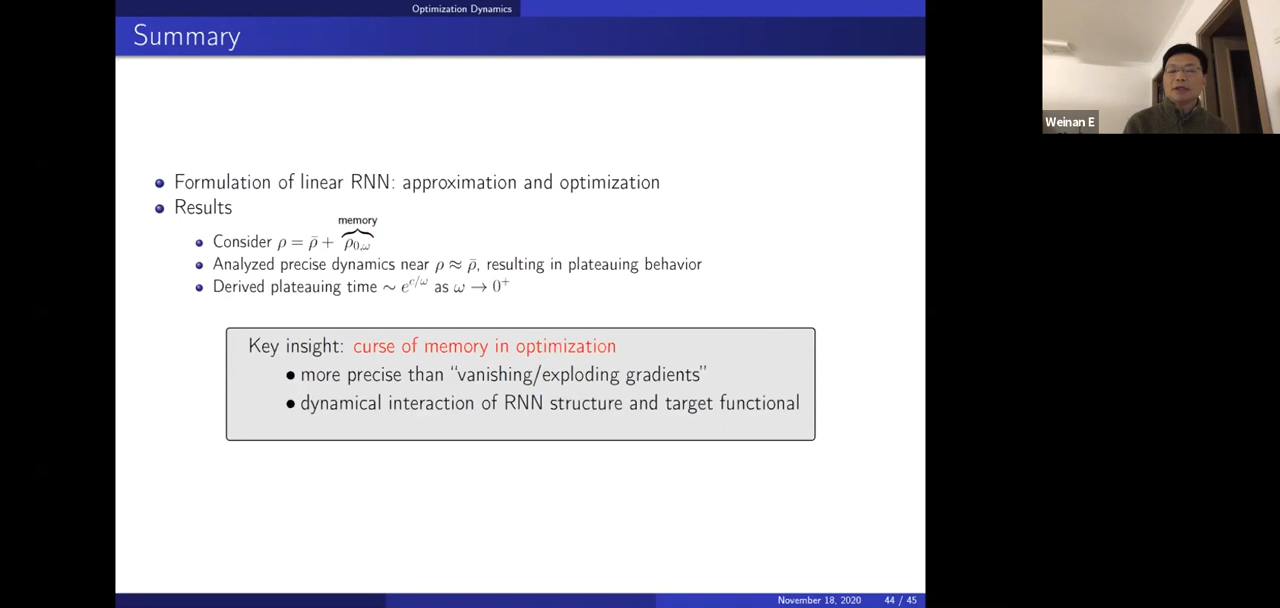 Optimization Dynamics
Summary
Weinan E
Formulation of linear RNN: approximation and optimization
Results
memory
Consider ρ = ρ̄ + ρ₀,ω
Analyzed precise dynamics near ρ ≈ ρ̄, resulting in plateauing behavior
Derived plateauing time ~ e^{c/ω} as ω → 0⁺
Key insight: curse of memory in optimization
more precise than “vanishing/exploding gradients”
dynamical interaction of RNN structure and target functional
November 18, 2020 44 / 45